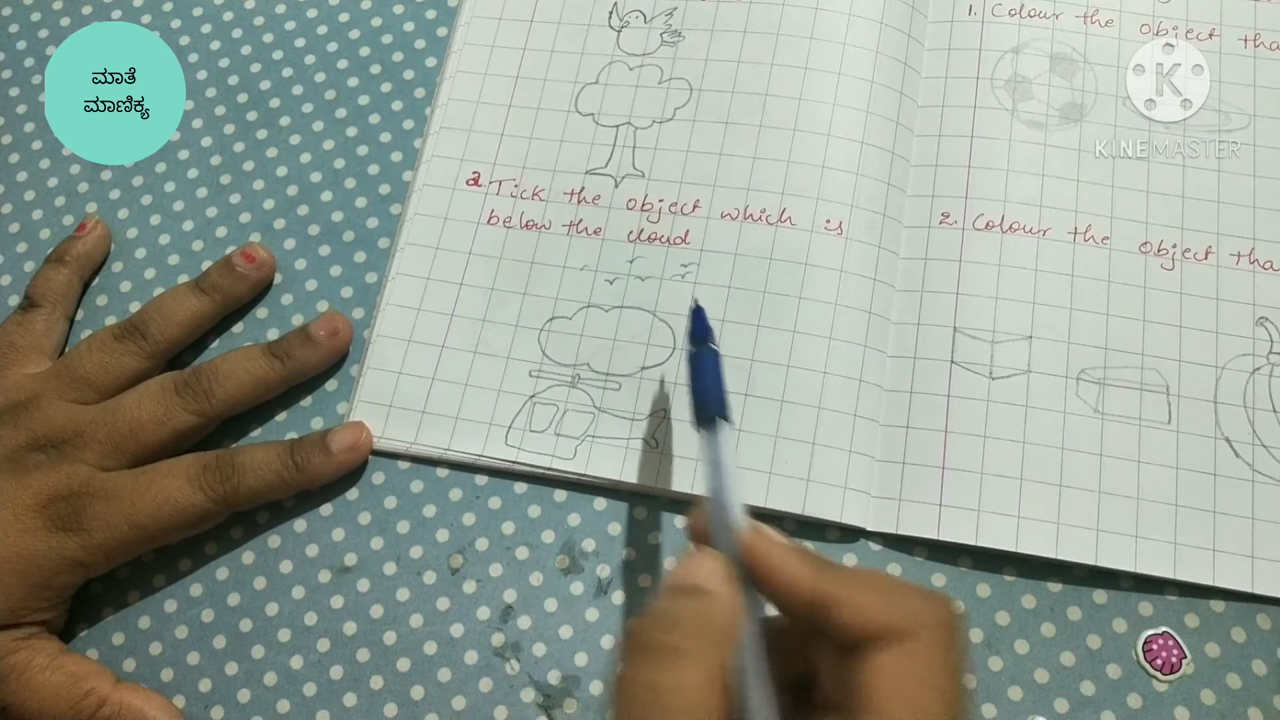 ಮಾತೆ
ಮಾಣಿಕ್ಯ
2. Tick the object which is
below the cloud
1. Colour the object tha
K
KINEMASTER
2. Colour the object tha